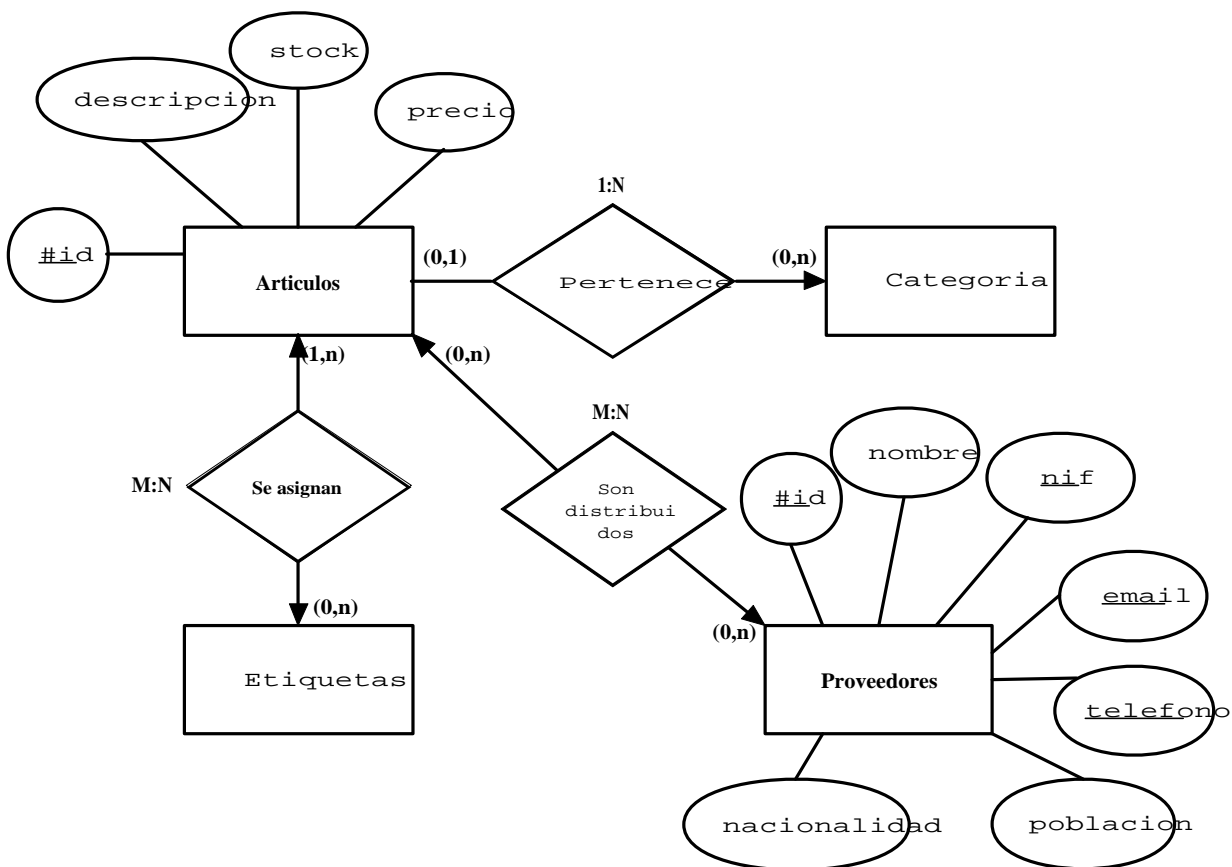 stock
descripcion
precio
1:N
#id
Articulos
(0,1)
Pertenece
(0,n)
Categoria
(1,n)
(0,n)
M:N
M:N
Se asignan
Son
distribui
dos
#id
nombre
nif
email
(0,n)
(0,n)
Etiquetas
Proveedores
telefono
nacionalidad
poblacion